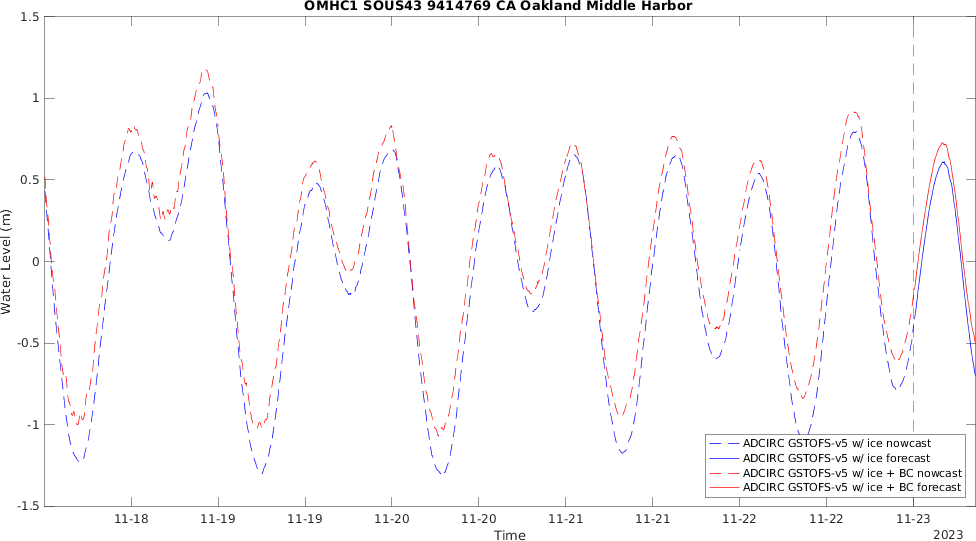 OMHC1 SOUS43 9414769 CA Oakland Middle Harbor
1.5
1
0.5
0
-0.5
-1
-1.5
Water Level (m)
11-18
11-19
11-19
11-20
11-20
11-21
11-21
11-22
11-22
11-23
Time
2023
ADCIRC GSTOFS-v5 w/ ice nowcast
ADCIRC GSTOFS-v5 w/ ice forecast
ADCIRC GSTOFS-v5 w/ ice + BC nowcast
ADCIRC GSTOFS-v5 w/ ice + BC forecast